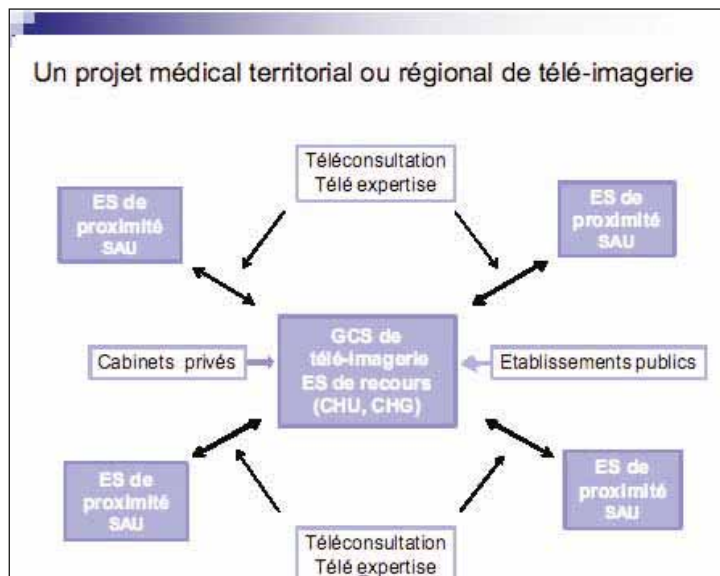 Un projet médical territorial ou régional de télé-imagerie
Téléconsultation
Télé expertise
ES de
proximité
SAU
ES de
proximité
SAU
GCS de
télé-imagerie
ES de recours
(CHU, CHG)
Cabinets privés
Etablissements publics
ES de
proximité
SAU
ES de
proximité
SAU
Téléconsultation
Télé expertise